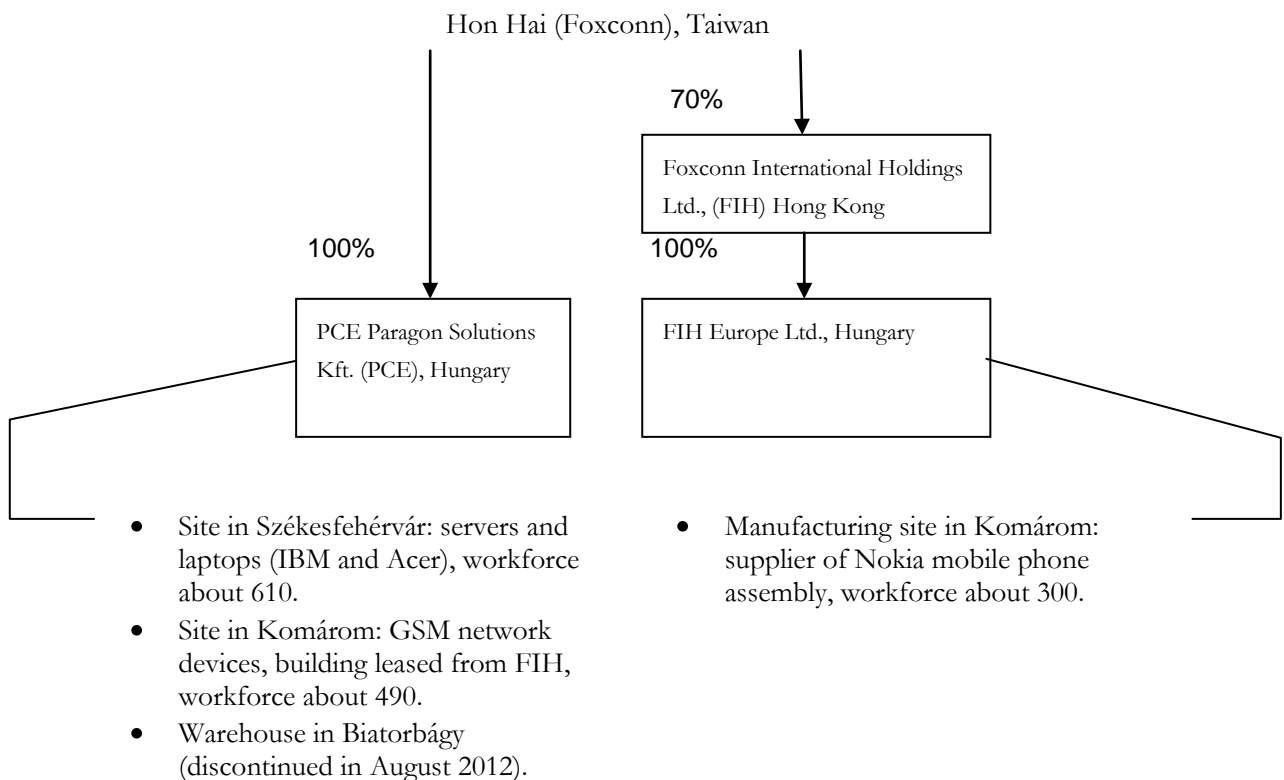 Hon Hai (Foxconn), Taiwan
70%
Foxconn International Holdings
Ltd., (FIH) Hong Kong
100%
100%
PCE Paragon Solutions
Kft. (PCE), Hungary
FIH Europe Ltd., Hungary
• Site in Székesfehérvár: servers and
laptops (IBM and Acer), workforce
about 610.
• Site in Komárom: GSM network
devices, building leased from FIH,
workforce about 490.
• Warehouse in Biatorbágy
(discontinued in August 2012).
• Manufacturing site in Komárom:
supplier of Nokia mobile phone
assembly, workforce about 300.